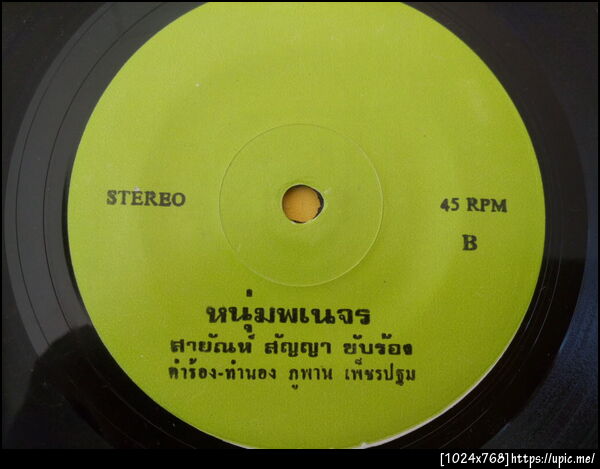 STEREO
45 RPM
B
หนุ่มพเนจร
สายัณห์ สัญญา ขับร้อง
คำร้อง-ทำนอง ภูพาน เพ็ชรปฐม
[1024x768]https://upic.me/